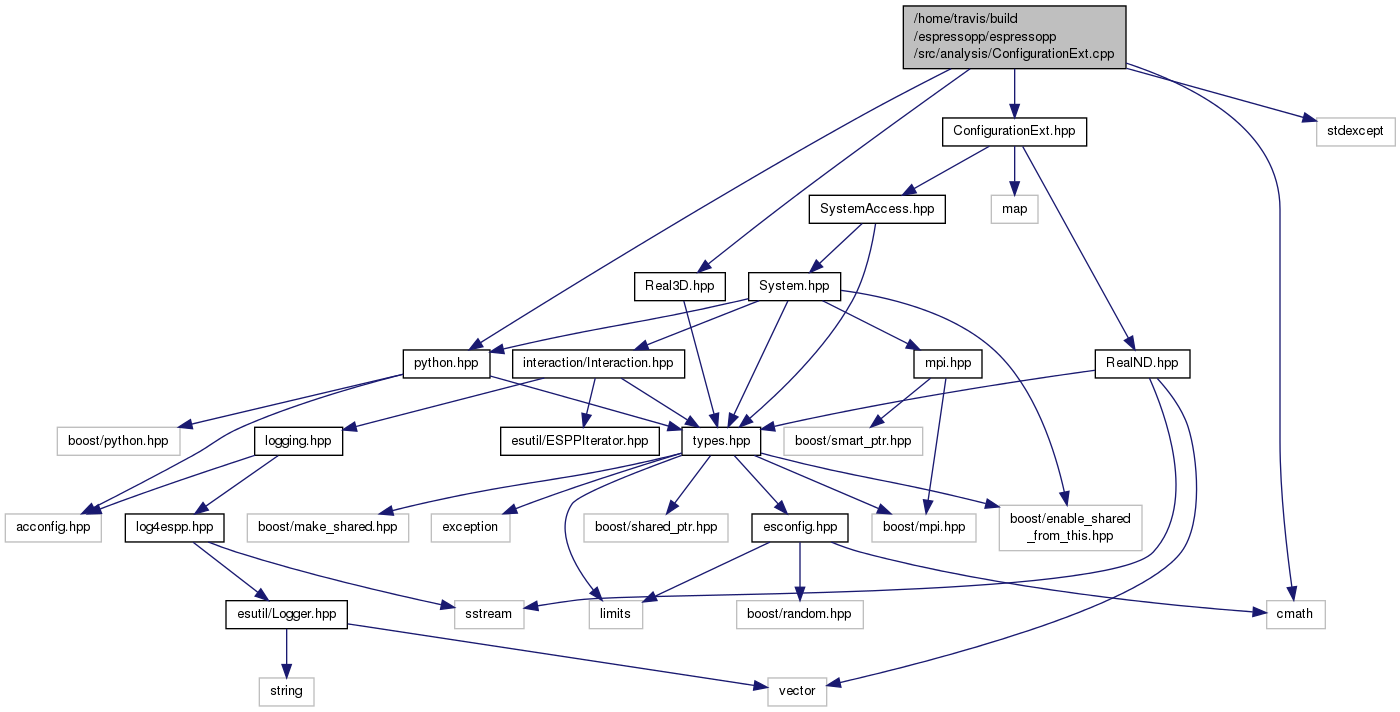 /home/travis/build
/espressopp/espressopp
/src/analysis/ConfigurationExt.cpp
ConfigurationExt.hpp
stdexcept
SystemAccess.hpp
map
Real3D.hpp
System.hpp
python.hpp
interaction/Interaction.hpp
mpi.hpp
RealND.hpp
boost/python.hpp
logging.hpp
esutil/ESPPIterator.hpp
types.hpp
boost/smart_ptr.hpp
acconfig.hpp
log4espp.hpp
boost/make_shared.hpp
exception
boost/shared_ptr.hpp
esconfig.hpp
boost/mpi.hpp
boost/enable_shared
_from_this.hpp
esutil/Logger.hpp
sstream
limits
boost/random.hpp
cmath
string
vector